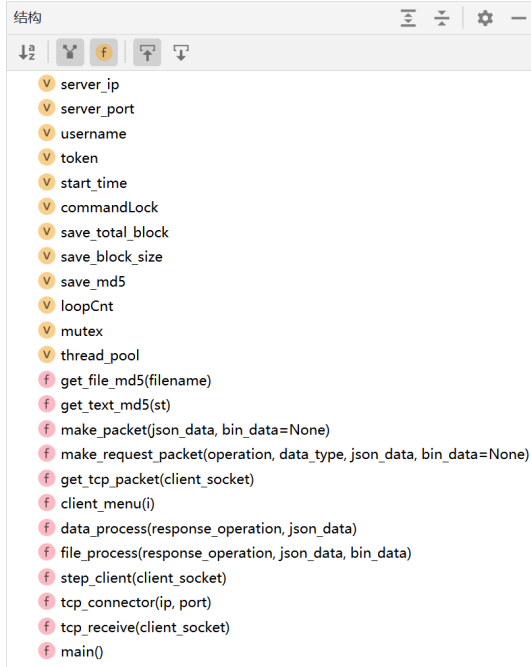 结构
server_ip
server_port
username
token
start_time
commandLock
save_total_block
save_block_size
save_md5
loopCnt
mutex
thread_pool
get_file_md5(filename)
get_text_md5(st)
make_packet(json_data, bin_data=None)
make_request_packet(operation, data_type, json_data, bin_data=None)
get_tcp_packet(client_socket)
client_menu(i)
data_process(response_operation, json_data)
file_process(response_operation, json_data, bin_data)
step_client(client_socket)
tcp_connector(ip, port)
tcp_receive(client_socket)
main()